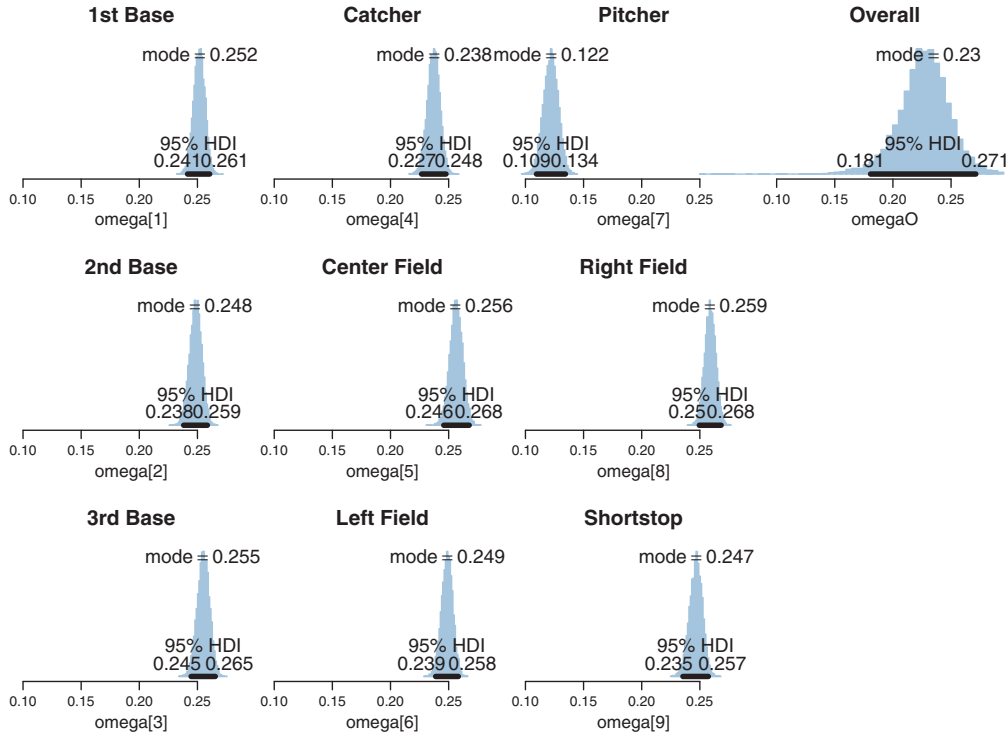 1st Base Catcher Pitcher Overall
mode = 0.252 mode = 0.238 mode = 0.122 mode = 0.23
95% HDI 95% HDI 95% HDI 95% HDI
0.241 0.261 0.227 0.248 0.109 0.134 0.181 0.271
0.10 0.15 0.20 0.25 0.10 0.15 0.20 0.25 0.10 0.15 0.20 0.25 0.10 0.15 0.20 0.25
omega[1] omega[4] omega[7] omegaO
2nd Base Center Field Right Field
mode = 0.248 mode = 0.256 mode = 0.259
95% HDI 95% HDI 95% HDI
0.238 0.259 0.246 0.268 0.25 0.268
0.10 0.15 0.20 0.25 0.10 0.15 0.20 0.25 0.10 0.15 0.20 0.25
omega[2] omega[5] omega[8]
3rd Base Left Field Shortstop
mode = 0.255 mode = 0.249 mode = 0.247
95% HDI 95% HDI 95% HDI
0.245 0.265 0.239 0.258 0.235 0.257
0.10 0.15 0.20 0.25 0.10 0.15 0.20 0.25 0.10 0.15 0.20 0.25
omega[3] omega[6] omega[9]